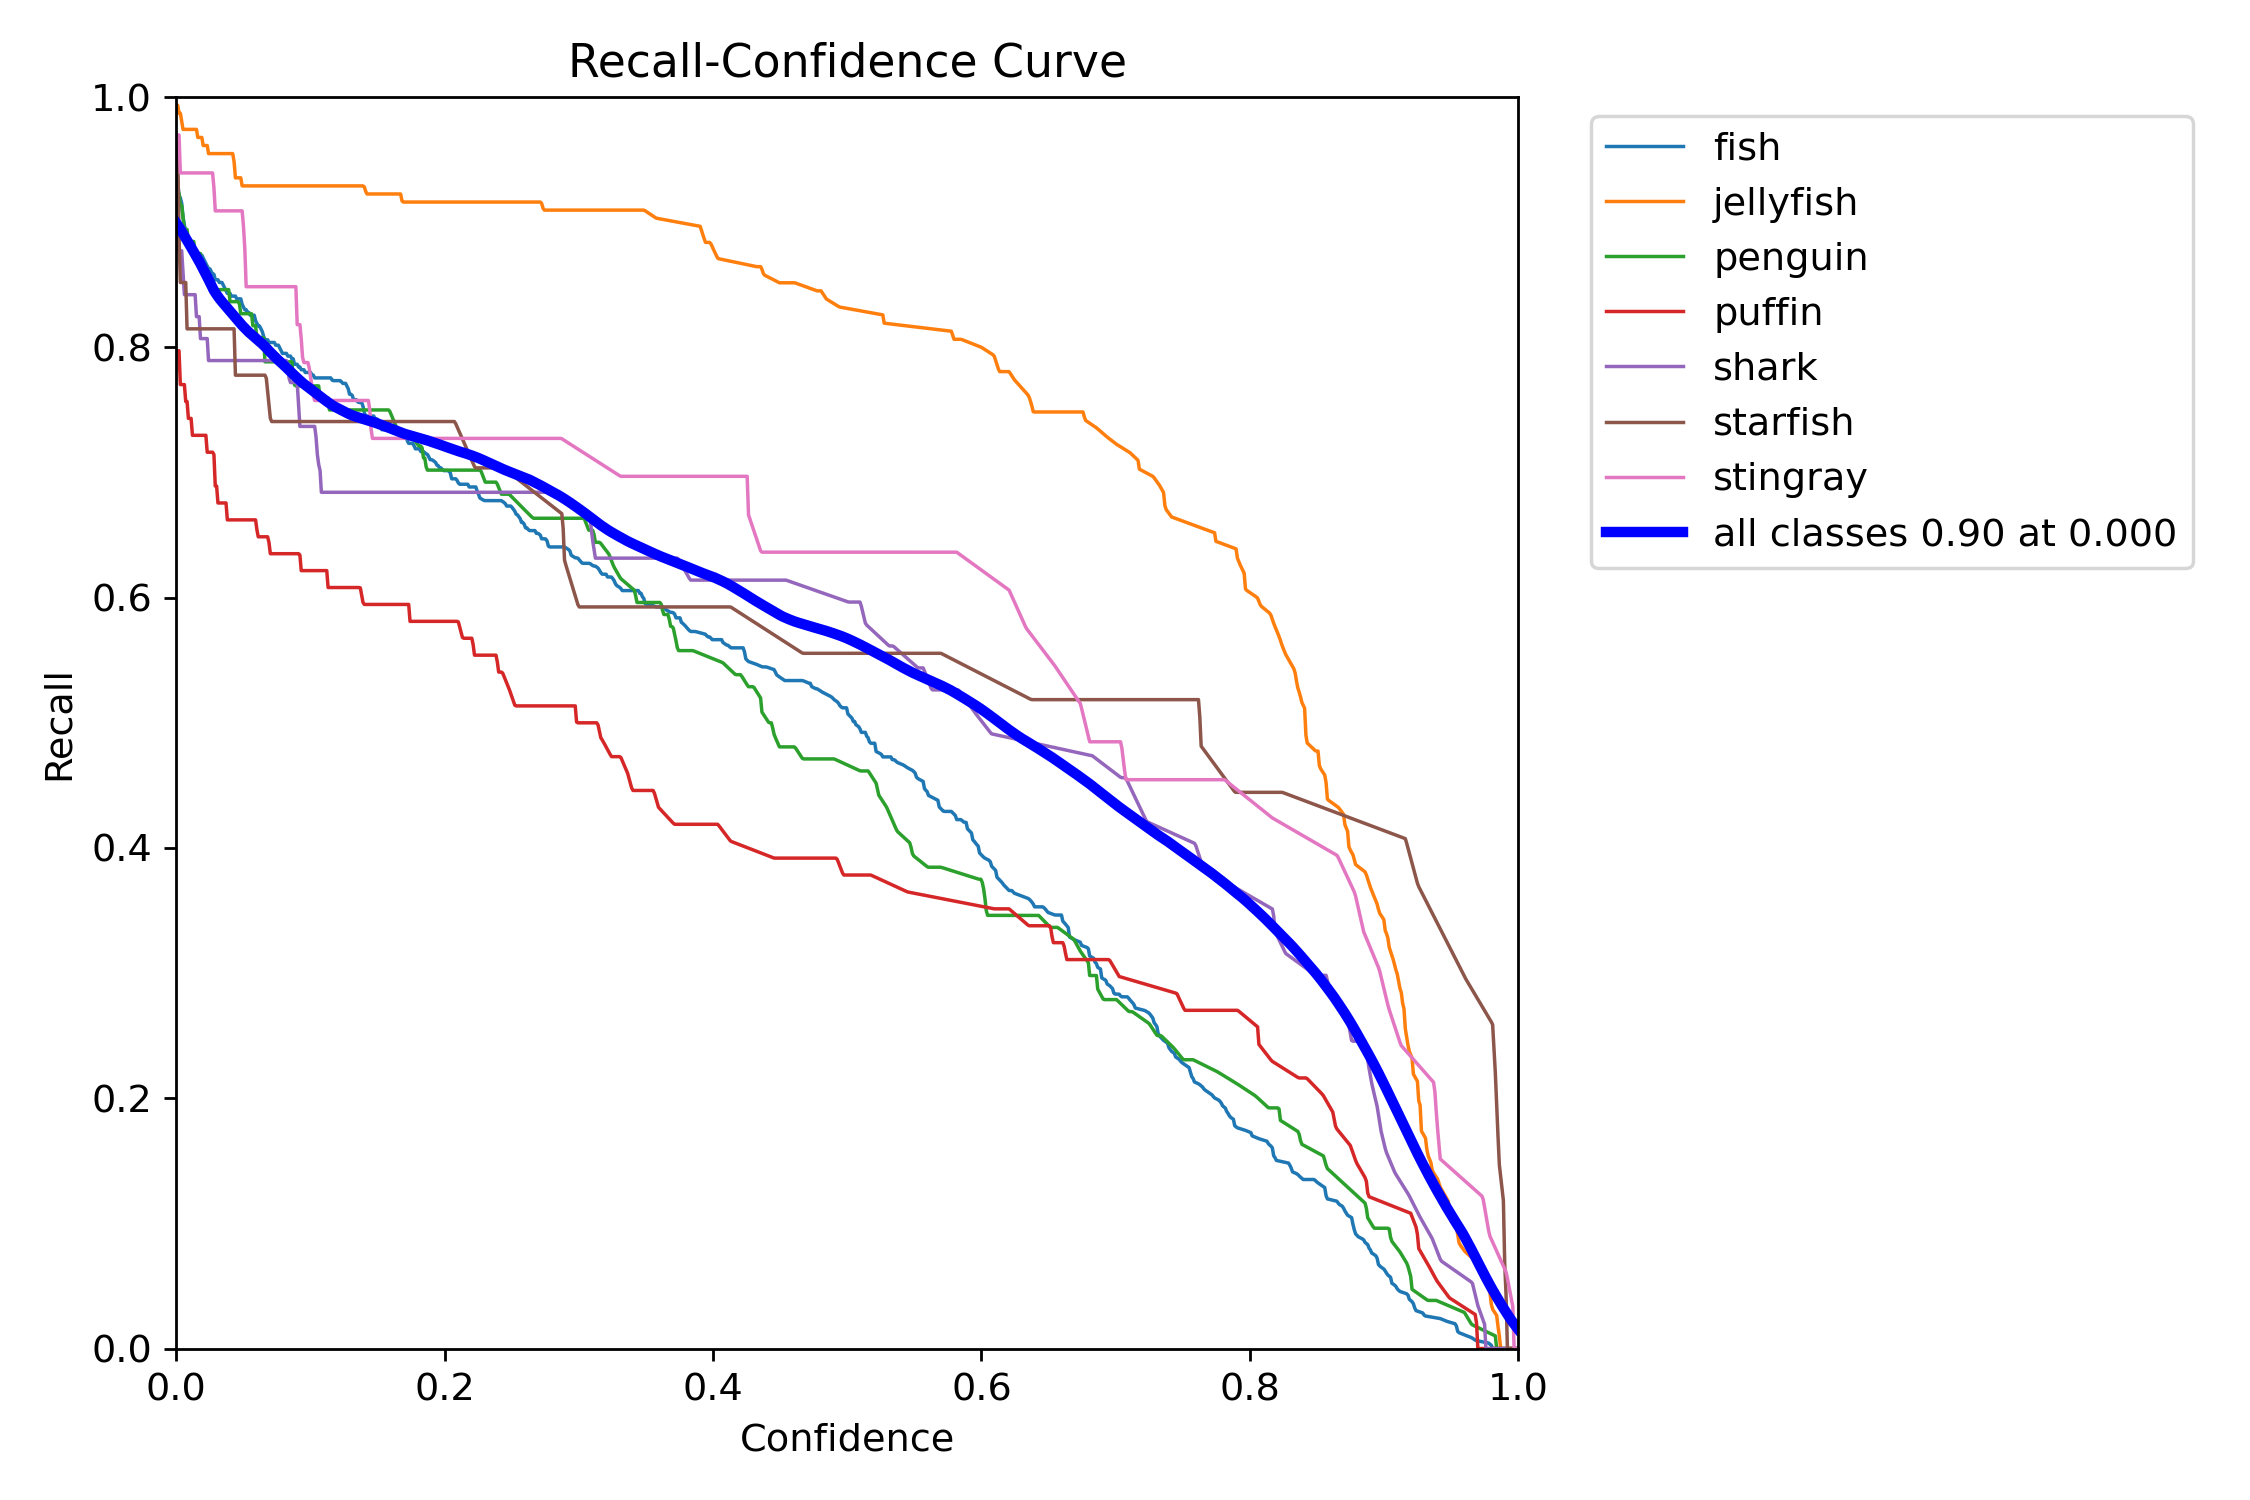 Recall-Confidence Curve
1.0
0.8
0.6
0.4
0.2
0.0
Recall
0.0 0.2 0.4 0.6 0.8 1.0
Confidence
fish
jellyfish
penguin
puffin
shark
starfish
stingray
all classes 0.90 at 0.000